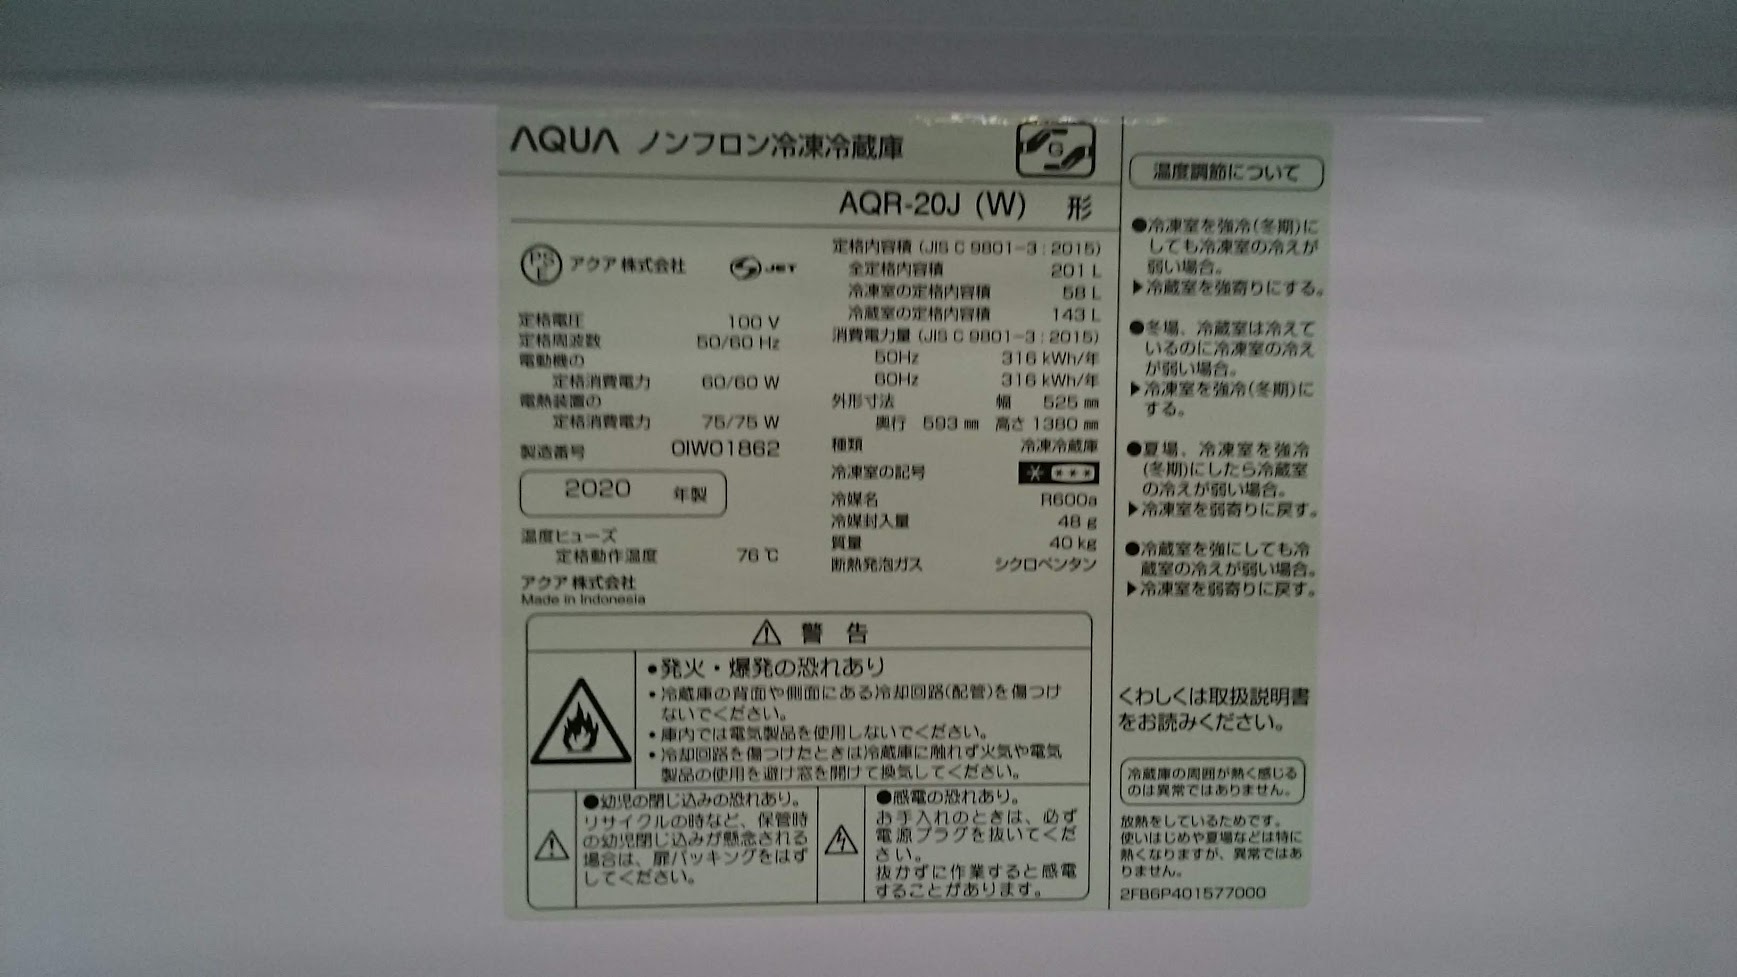 AQUA ノンフロン冷凍冷蔵庫
G
AQR-20J (W) 形
PS
E
アクア株式会社 JET
定格電圧 100 V
定格周波数 50/60 Hz
電動機の
定格消費電力 60/60 W
電熱装置の
定格消費電力 75/75 W
製造番号 OIW01862
2020 年製
温度ヒューズ
定格動作温度 76℃
アクア株式会社
Made in Indonesia
定格内容積 (JIS C 9801-3 : 2015)
全定格内容積 201 L
冷凍室の定格内容積 58 L
冷蔵室の定格内容積 143 L
消費電力量 (JIS C 9801-3 : 2015)
50Hz 316 kWh/年
60Hz 316 kWh/年
外形寸法 幅 525 ㎜
奥行 593 ㎜ 高さ 1380 ㎜
種類 冷凍冷蔵庫
冷凍室の記号
冷媒名 R600a
冷媒封入量 48 g
質量 40 kg
断熱発泡ガス シクロペンタン
⚠ 警告
•発火・爆発の恐れあり
•冷蔵庫の背面や側面にある冷却回路(配管)を傷つけ
ないでください。
•庫内では電気製品を使用しないでください。
•冷却回路を傷つけたときは冷蔵庫に触れず火気や電気
製品の使用を避け窓を開けて換気してください。
●幼児の閉じ込みの恐れあり。
リサイクルの時など、保管時
の幼児閉じ込みが懸念される
場合は、扉パッキングをはず
してください。
●感電の恐れあり。
お手入れのときは、必ず
電源プラグを抜いてくだ
さい。
抜かずに作業すると感電
することがあります。
温度調節について
●冷凍室を強冷(冬期)に
しても冷凍室の冷えが
弱い場合。
▶冷蔵室を強寄りにする。
●冬場、冷蔵室は冷えて
いるのに冷凍室の冷え
が弱い場合。
▶冷凍室を強冷(冬期)に
する。
●夏場、冷凍室を強冷
(冬期)にしたら冷蔵室
の冷えが弱い場合。
▶冷凍室を弱寄りに戻す。
●冷蔵室を強にしても冷
蔵室の冷えが弱い場合。
▶冷凍室を弱寄りに戻す。
くわしくは取扱説明書
をお読みください。
冷蔵庫の周囲が熱く感じる
のは異常ではありません。
放熱をしているためです。
使いはじめや夏場などは特に
熱くなりますが、異常ではあ
りません。
2FB6P401577000